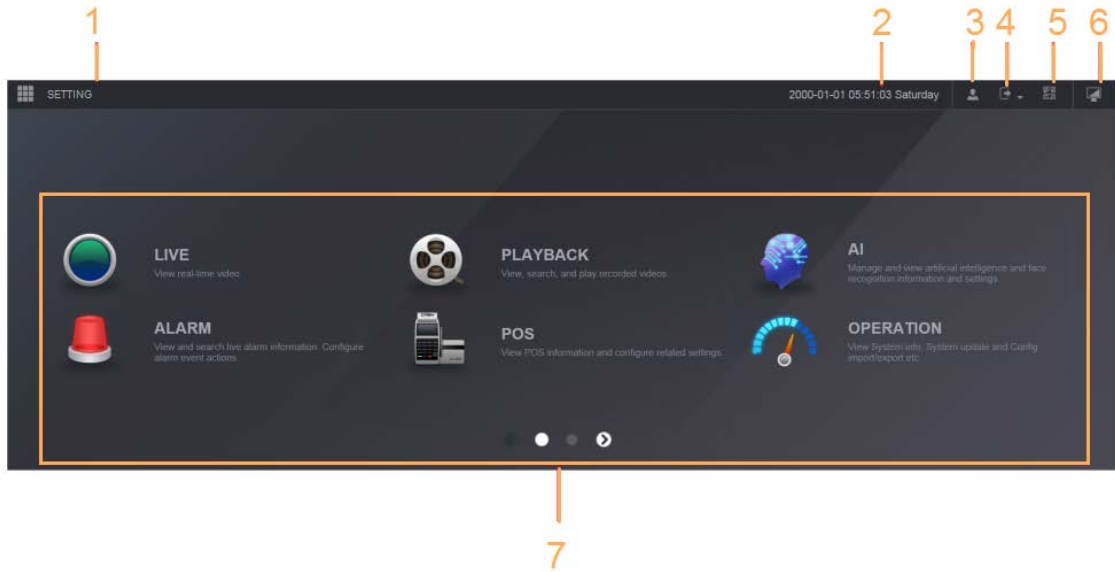 1 2 3 4 5 6
SETTING 2000-01-01 05:51:03 Saturday
LIVE
View real-time video.
PLAYBACK
View, search, and play recorded videos.
AI
Manage and view artificial intelligence and face
recognition information and settings
ALARM
View and search live alarm information. Configure
alarm event actions
POS
View POS information and configure related settings.
OPERATION
View System info, System update and Config
import/export etc
7